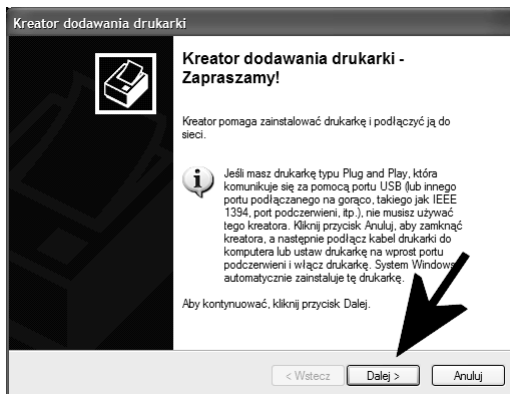 Kreator dodawania drukarki
Kreator dodawania drukarki -
Zapraszamy!
Kreator pomaga zainstalować drukarkę i podłączyć ją do
sieci.
Jeśli masz drukarkę typu Plug and Play, która
komunikuje się za pomocą portu USB (lub innego
portu podłączanego na gorąco, takiego jak IEEE
1394, port podczerwieni, itp.), nie musisz używać
tego kreatora. Kliknij przycisk Anuluj, aby zamknąć
kreatora, a następnie podłącz kabel drukarki do
komputera lub ustaw drukarkę na wprost portu
podczerwieni i włącz drukarkę. System Windows
automatycznie zainstaluje tę drukarkę.
Aby kontynuować, kliknij przycisk Dalej.
< Wstecz Dalej > Anuluj